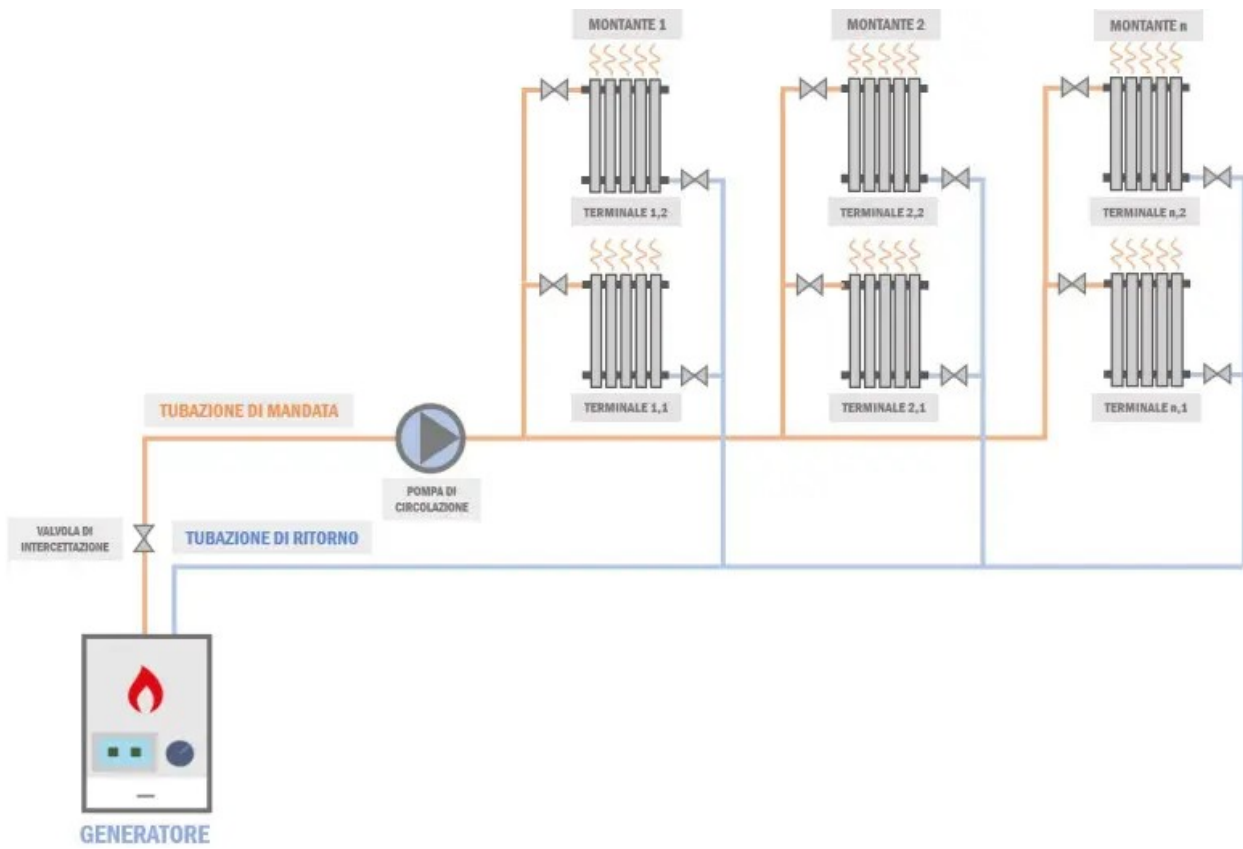 MONTANTE 1
MONTANTE 2
MONTANTE n
TERMINALE 1,2
TERMINALE 2,2
TERMINALE n,2
TERMINALE 1,1
TERMINALE 2,1
TERMINALE n,1
TUBAZIONE DI MANDATA
POMPA DI
CIRCOLAZIONE
VALVOLA DI
INTERCETTAZIONE
TUBAZIONE DI RITORNO
GENERATORE